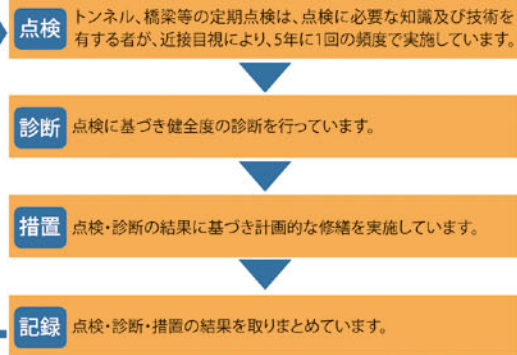 点検
トンネル、橋梁等の定期点検は、点検に必要な知識及び技術を
有する者が、近接目視により、5年に1回の頻度で実施しています。
診断
点検に基づき健全度の診断を行っています。
措置
点検・診断の結果に基づき計画的な修繕を実施しています。
記録
点検・診断・措置の結果を取りまとめています。